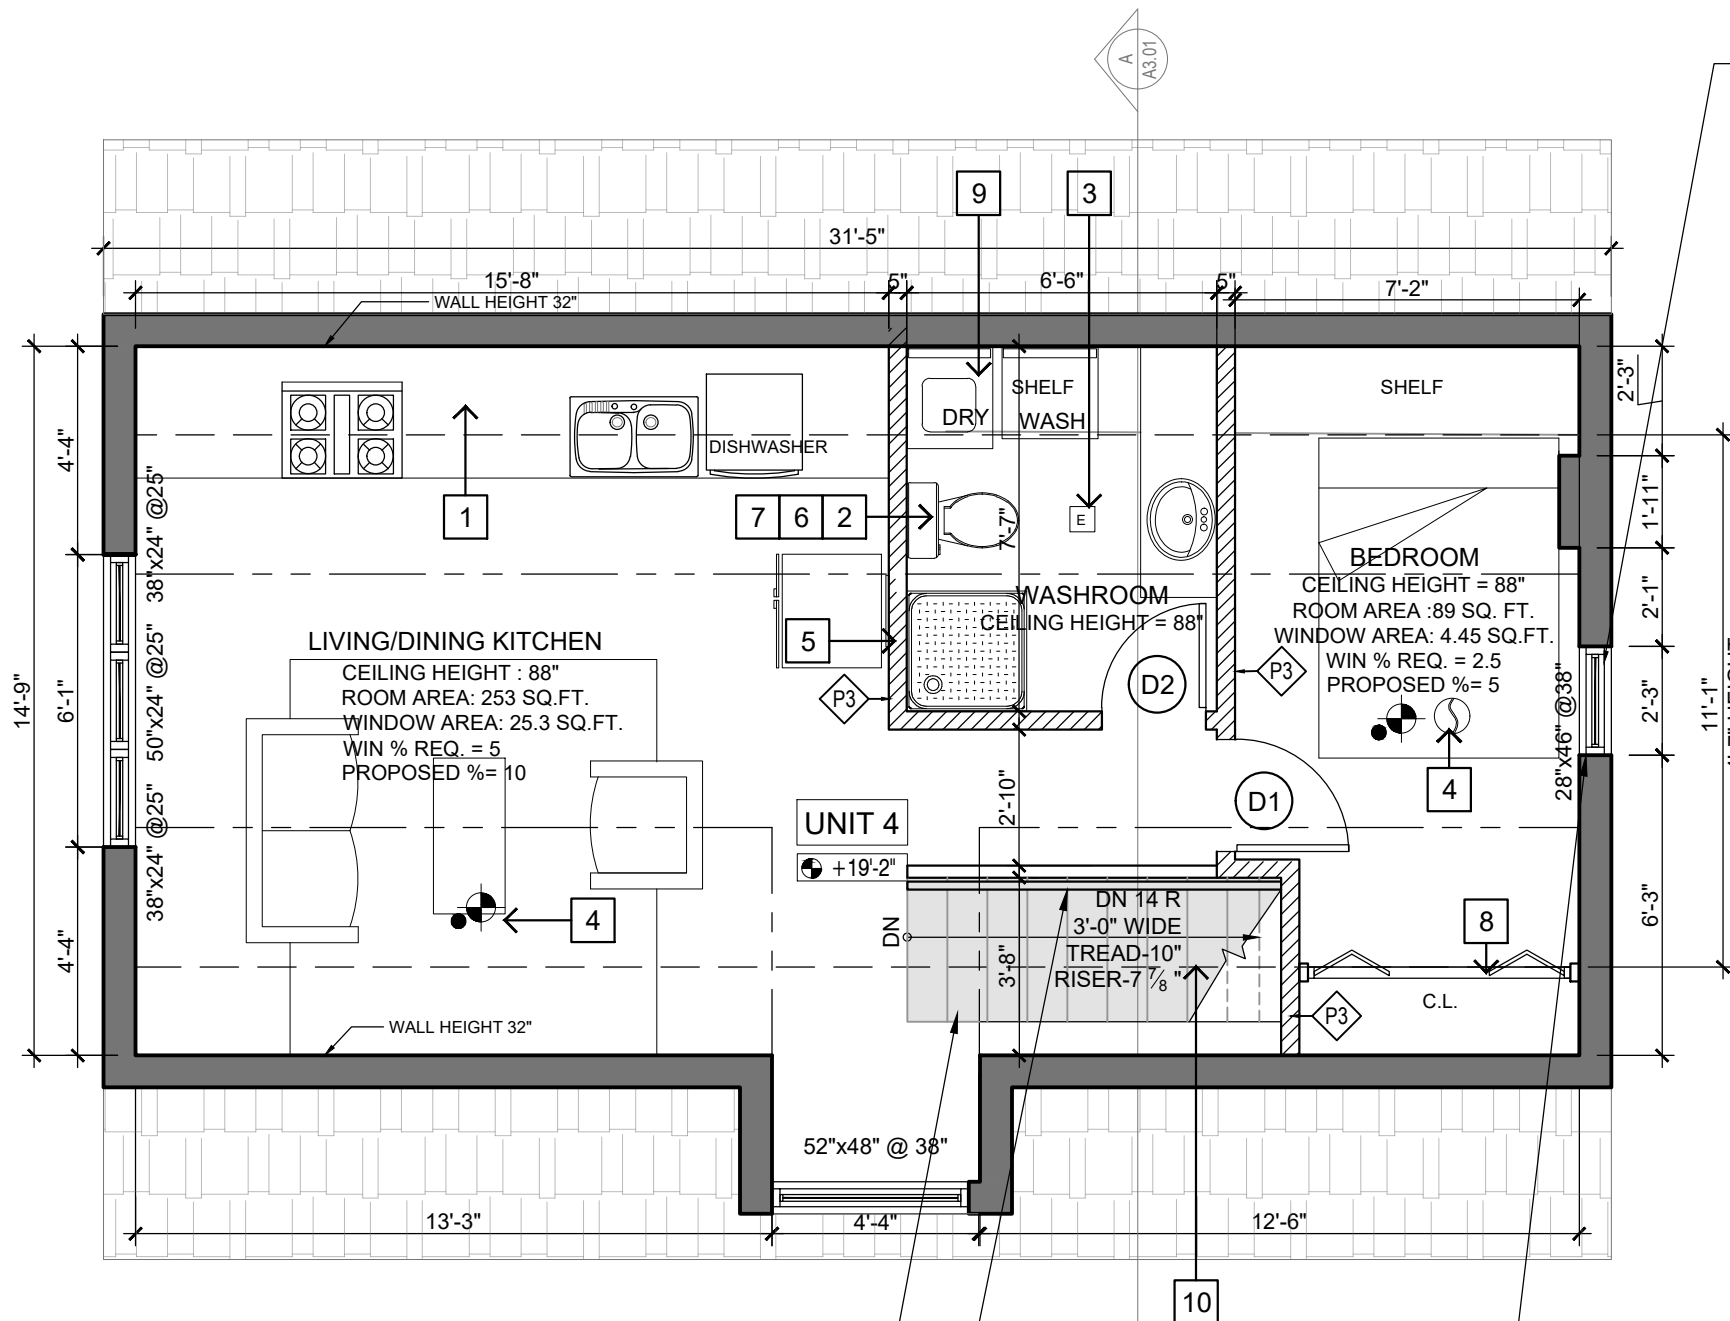 A
A3.01
9
3
31'-5"
15'-8"
5"
6'-6"
5"
7'-2"
WALL HEIGHT 32"
2'-3"
SHELF
SHELF
DRY
WASH
DISHWASHER
4'-4"
38"x24" @25"
1
7 6 2
E
7'-7"
1'-11"
BEDROOM
CEILING HEIGHT = 88"
ROOM AREA :89 SQ. FT.
WINDOW AREA: 4.45 SQ.FT.
WIN % REQ. = 2.5
PROPOSED %= 5
2'-1"
WASHROOM
CEILING HEIGHT = 88"
LIVING/DINING KITCHEN
CEILING HEIGHT : 88"
ROOM AREA: 253 SQ.FT.
WINDOW AREA: 25.3 SQ.FT.
WIN % REQ. = 5
PROPOSED %= 10
5
P3
D2
P3
14'-9"
6'-1"
50"x24" @25"
28"x46" @38"
2'-3"
11'-1"
4
D1
2'-10"
UNIT 4
+19'-2"
38"x24" @25"
4
DN
DN 14 R
3'-0" WIDE
TREAD-10"
RISER-7 7/8 "
3'-8"
8
6'-3"
4'-4"
C.L.
P3
WALL HEIGHT 32"
52"x48" @ 38"
13'-3"
4'-4"
12'-6"
10